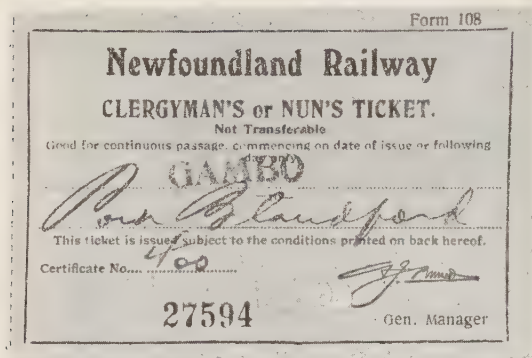 Form 108
Newfoundland Railway
CLERGYMAN'S or NUN'S TICKET.
Not Transferable
Good for continuous passage, commencing on date of issue or following
day only
GAMBO
Port Blandford
This ticket is issued subject to the conditions printed on back hereof.
Certificate No.... 400
27594
Gen. Manager